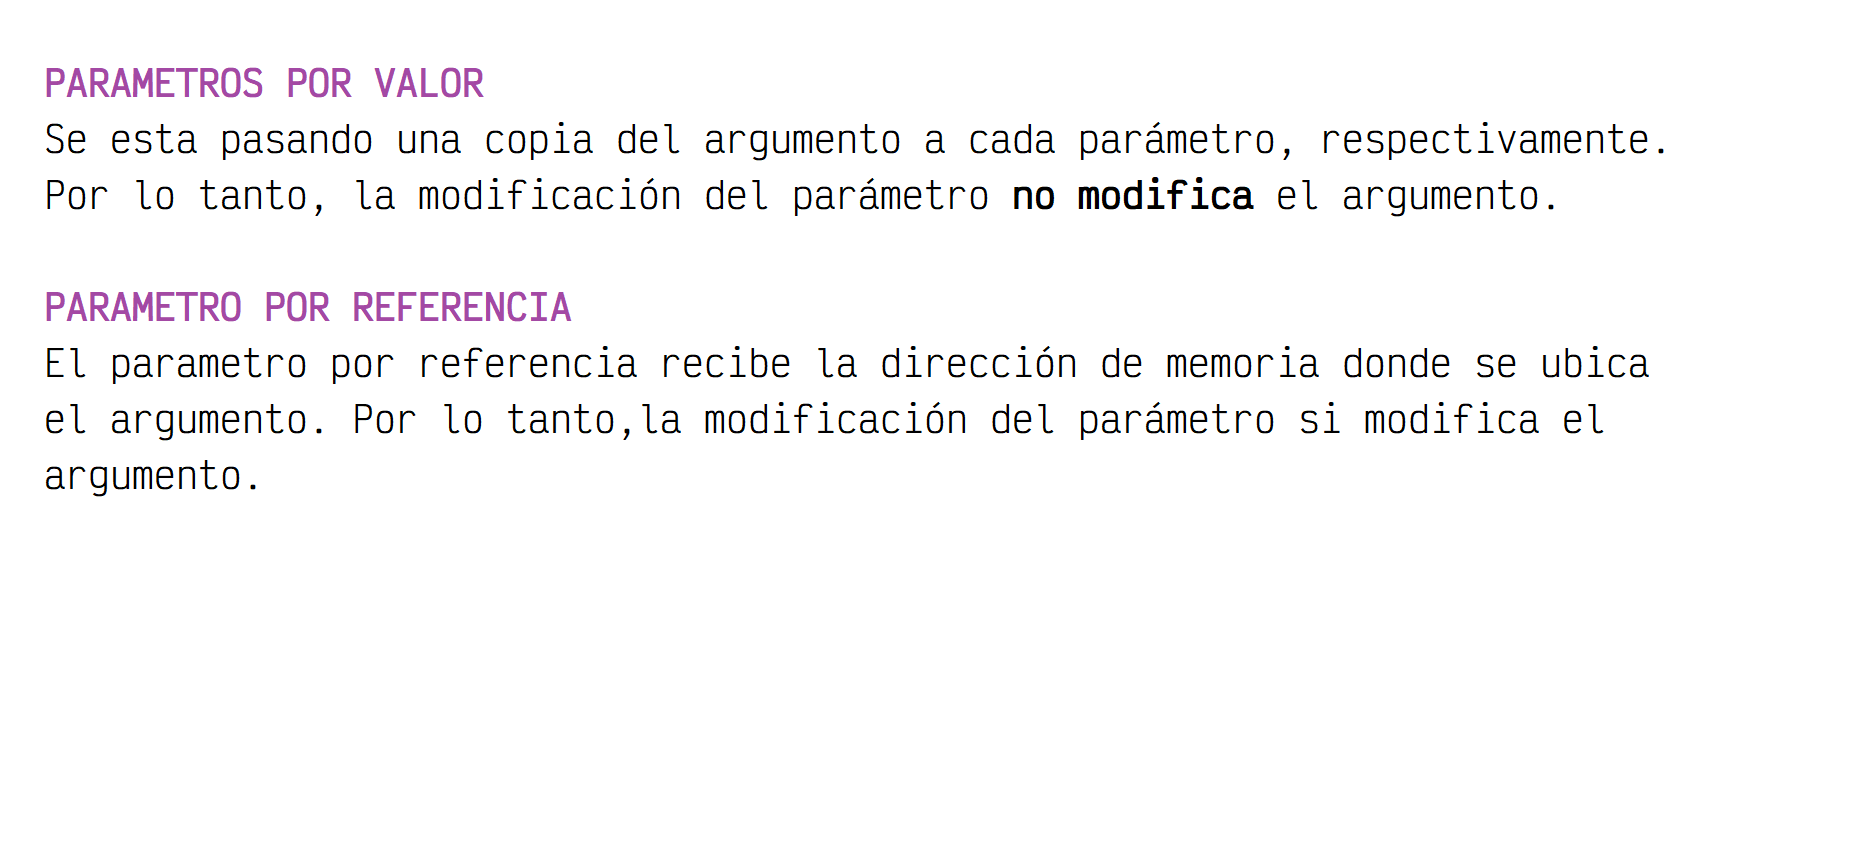 PARAMETROS POR VALOR
Se esta pasando una copia del argumento a cada parámetro, respectivamente.
Por lo tanto, la modificación del parámetro no modifica el argumento.
PARAMETRO POR REFERENCIA
El parametro por referencia recibe la dirección de memoria donde se ubica
el argumento. Por lo tanto,la modificación del parámetro si modifica el
argumento.